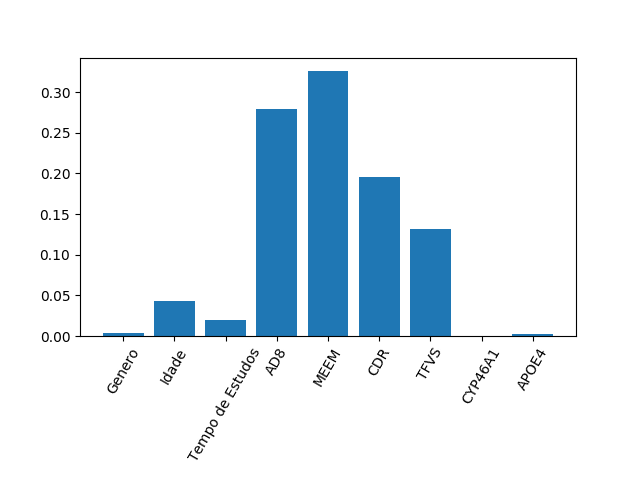 0.30
0.25
0.20
0.15
0.10
0.05
0.00
Genero
Idade
Tempo de Estudos
AD8
MEEM
CDR
TFVS
CYP46A1
APOE4